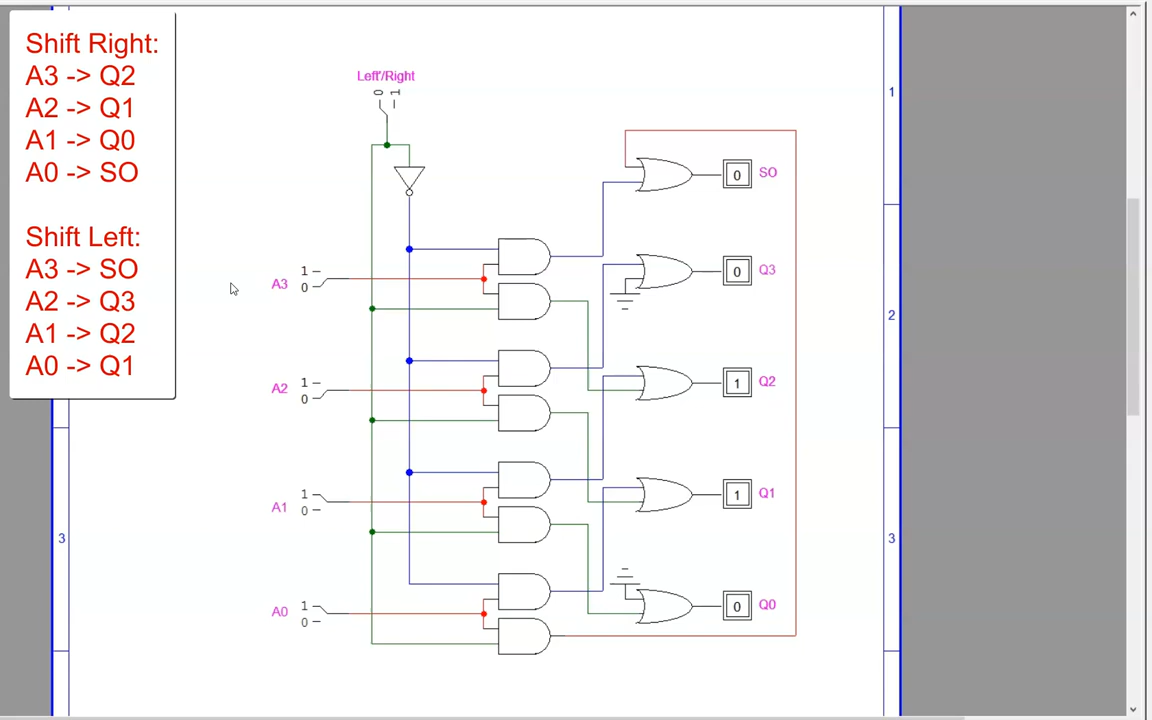 Shift Right:
A3 -> Q2
A2 -> Q1
A1 -> Q0
A0 -> SO
Shift Left:
A3 -> SO
A2 -> Q3
A1 -> Q2
A0 -> Q1
Left'/Right
0 1
1
0 SO
A3
1
0
0 Q3
A2
1
0
1 Q2
A1
1
0
1 Q1
A0
1
0
0 Q0
1
2
3
3